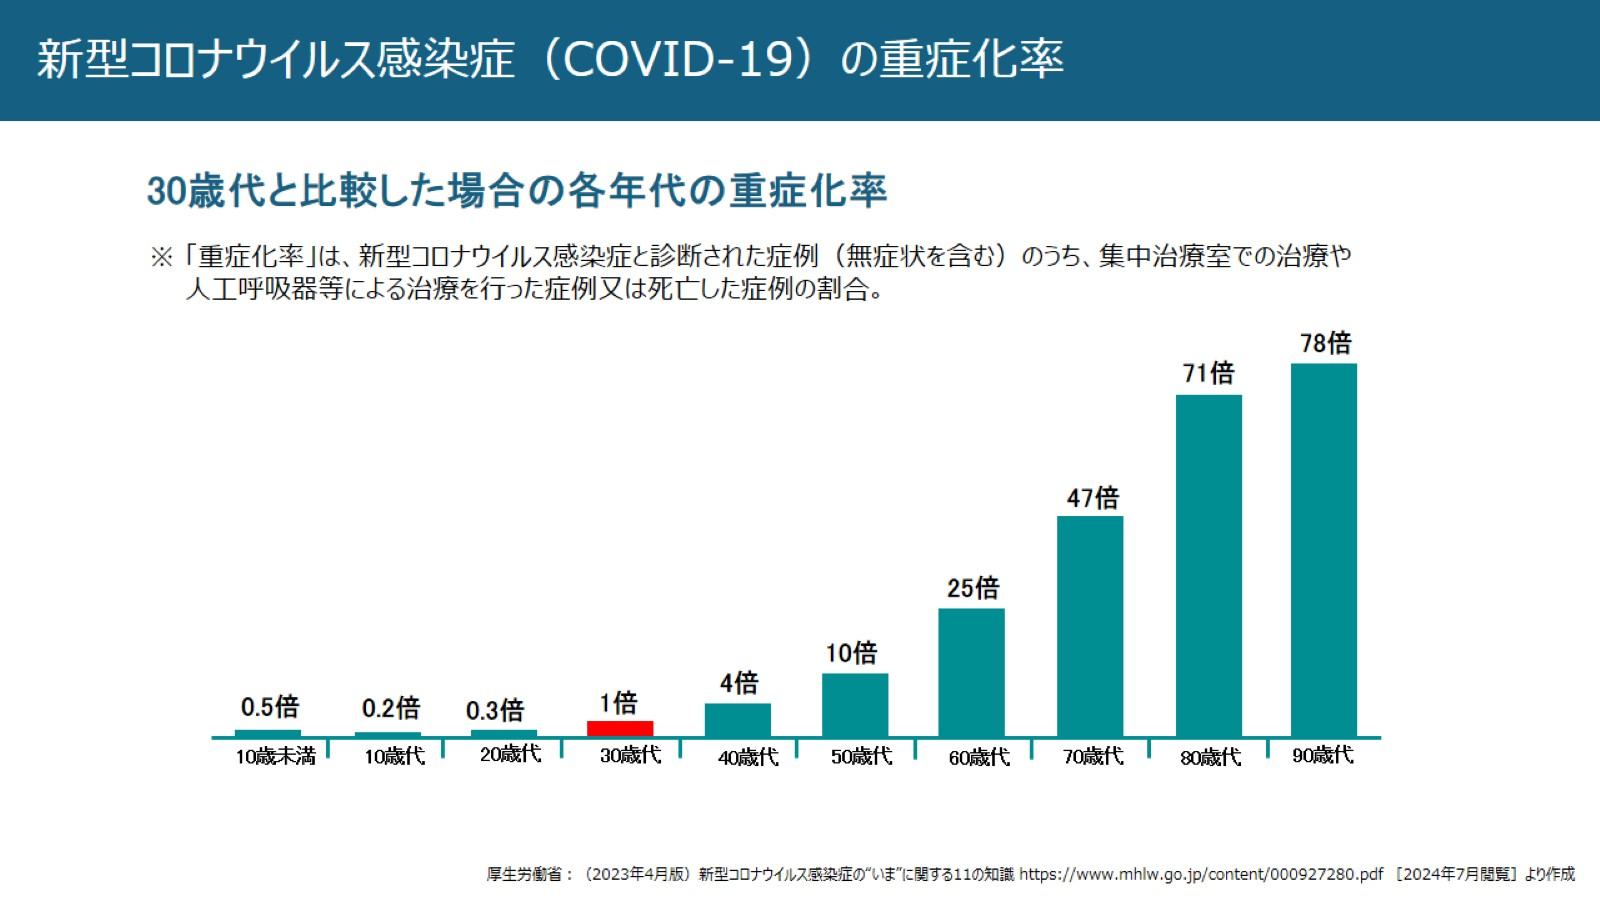 新型コロナウイルス感染症（COVID-19）の重症化率
30歳代と比較した場合の各年代の重症化率
※「重症化率」は、新型コロナウイルス感染症と診断された症例（無症状を含む）のうち、集中治療室での治療や
人工呼吸器等による治療を行った症例又は死亡した症例の割合。
0.5倍
0.2倍
0.3倍
1倍
4倍
10倍
25倍
47倍
71倍
78倍
10歳未満
10歳代
20歳代
30歳代
40歳代
50歳代
60歳代
70歳代
80歳代
90歳代
厚生労働省：（2023年4月版）新型コロナウイルス感染症の“いま”に関する11の知識 https://www.mhlw.go.jp/content/000927280.pdf ［2024年7月閲覧］より作成